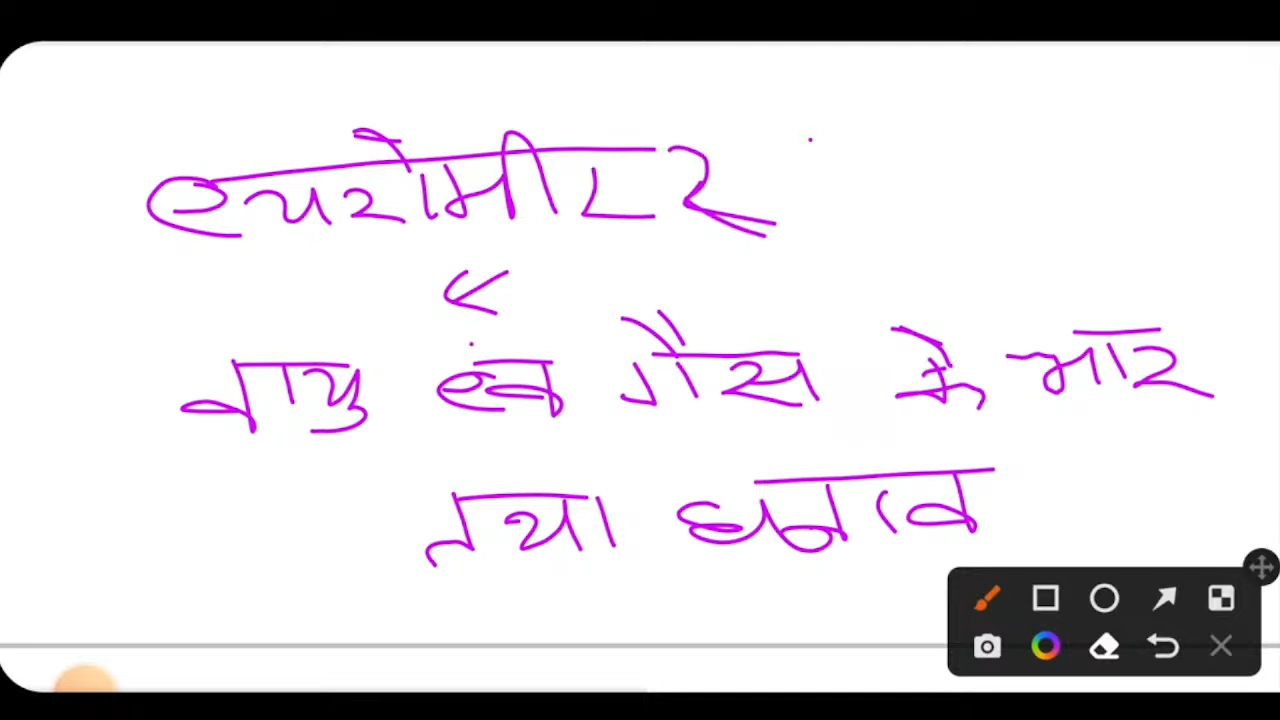 एयरोमीटर
<
वायु एवं गैस के भार
तथा घनत्व